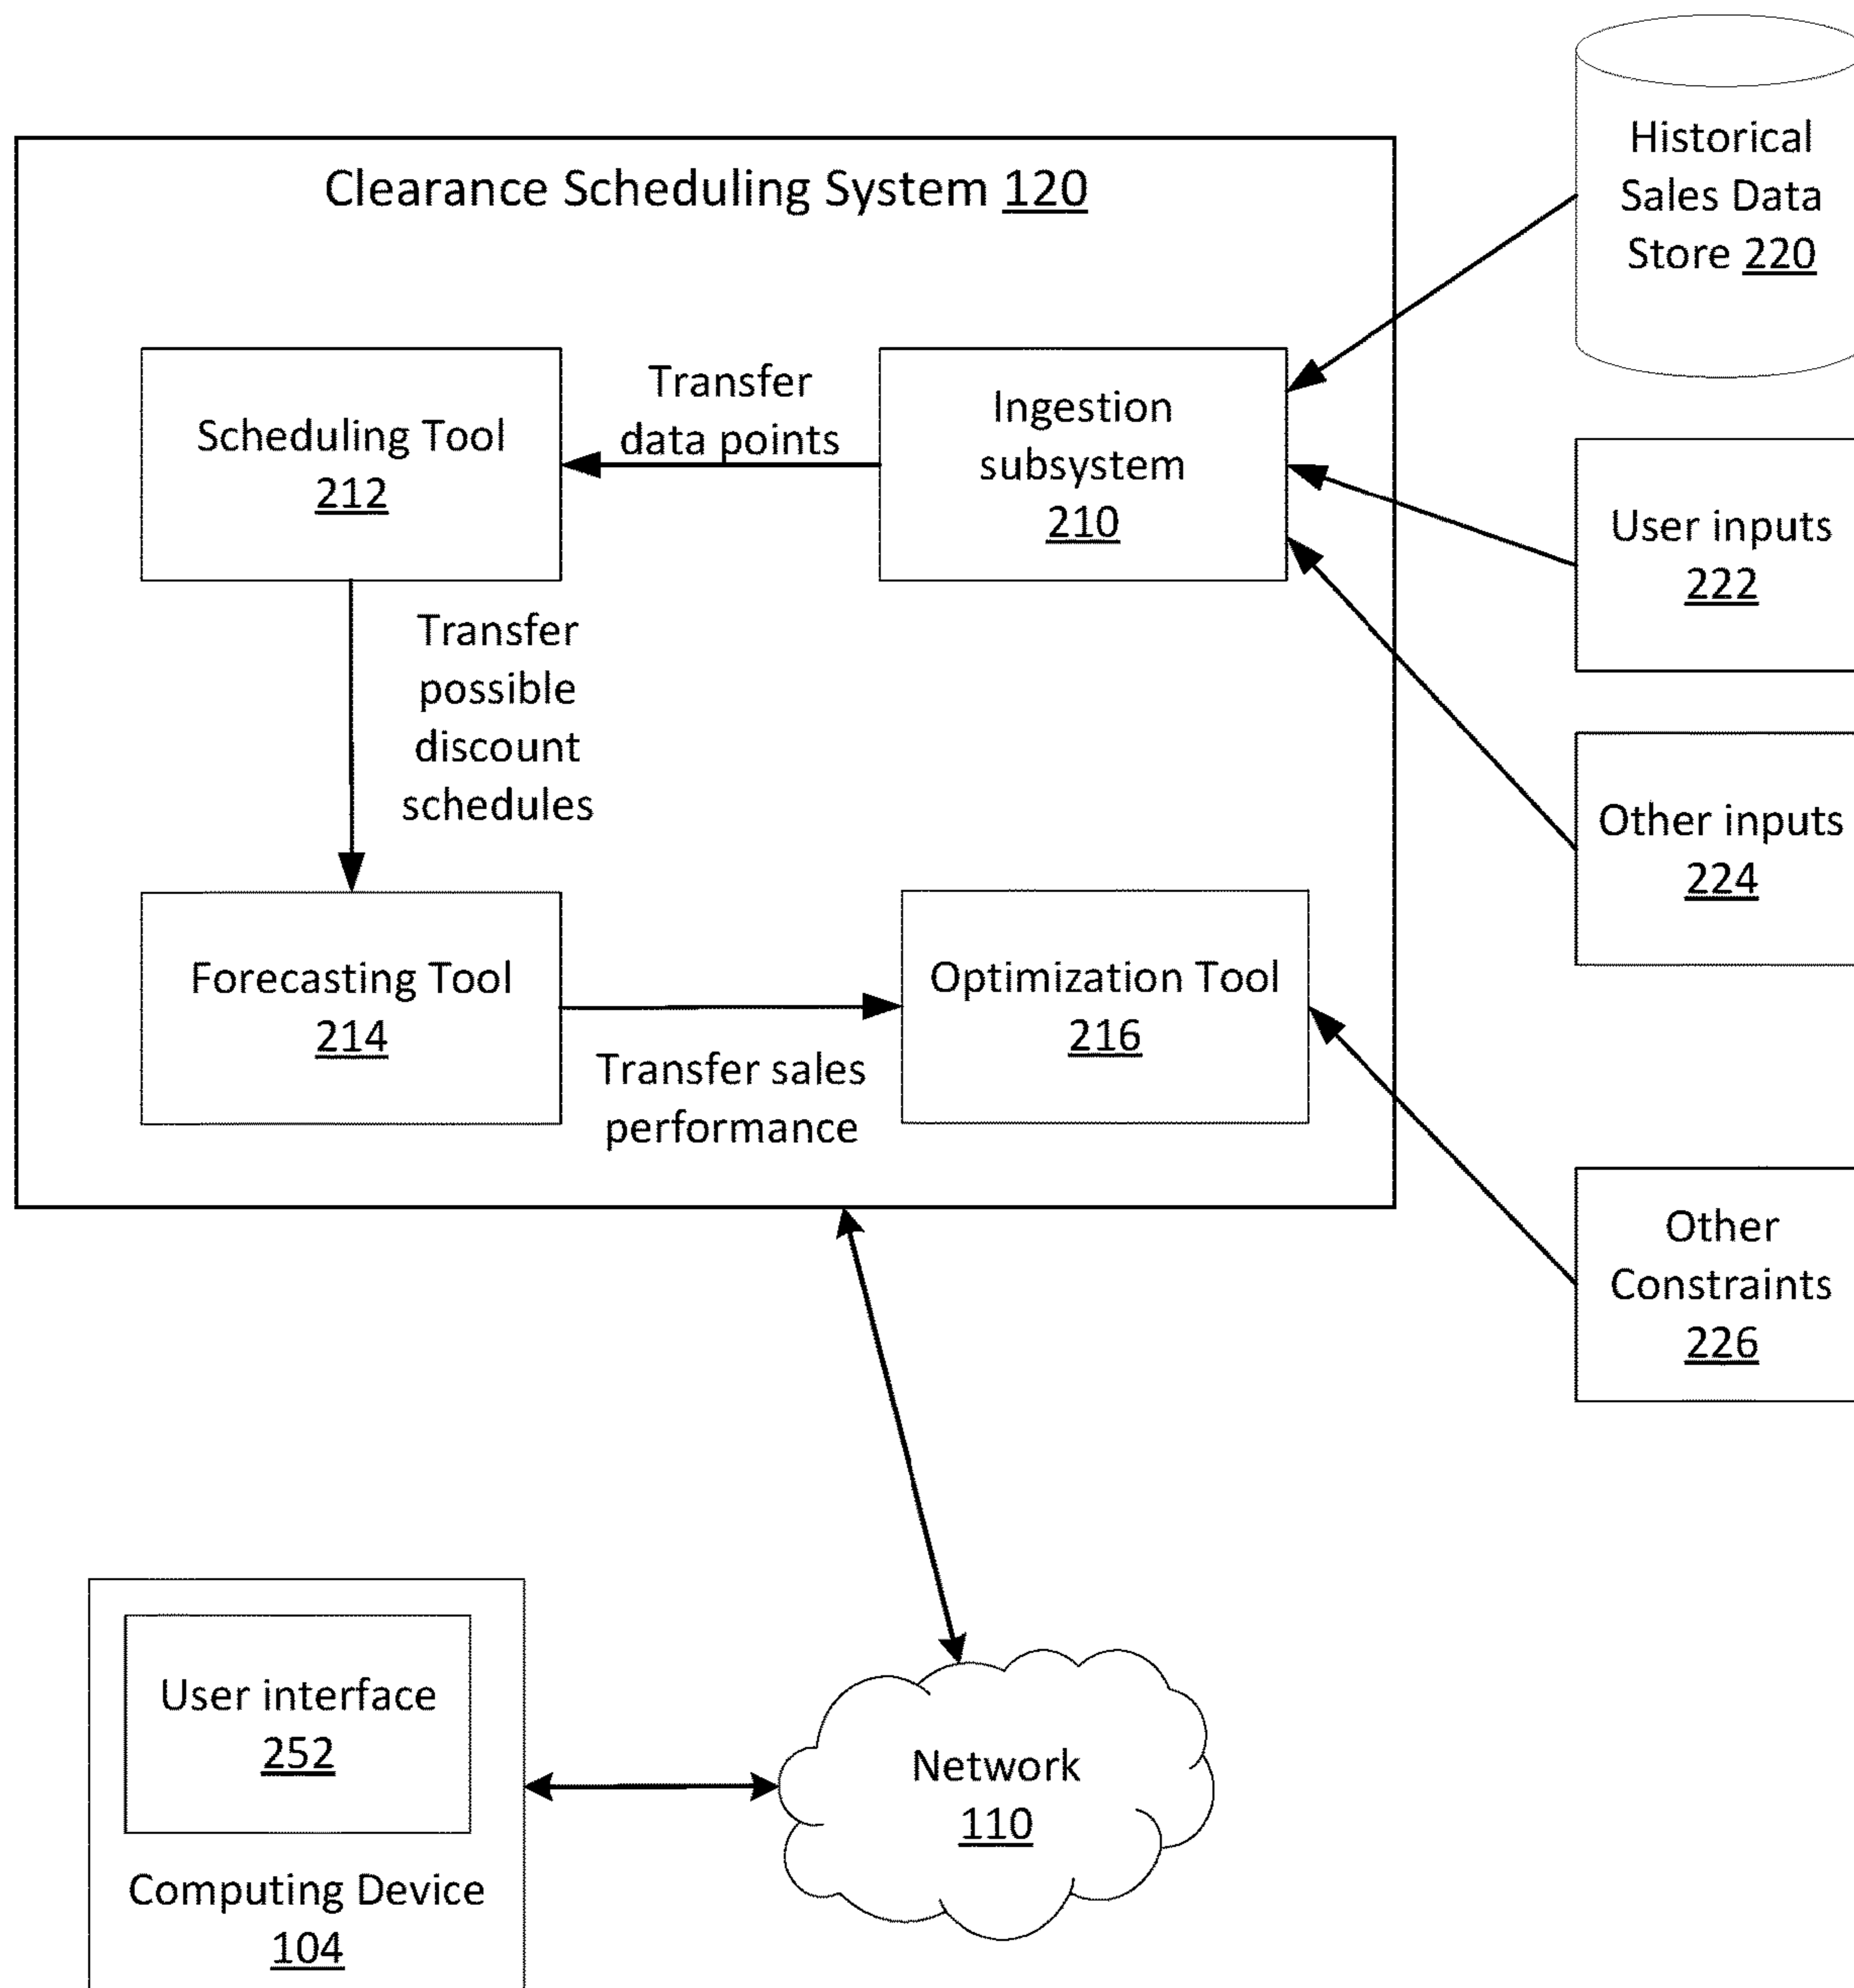 Clearance Scheduling System 120
Historical
Sales Data
Store 220
Scheduling Tool
212
Transfer
data points
Ingestion
subsystem
210
User inputs
222
Transfer
possible
discount
schedules
Other inputs
224
Forecasting Tool
214
Transfer sales
performance
Optimization Tool
216
Other
Constraints
226
User interface
252
Computing Device
104
Network
110